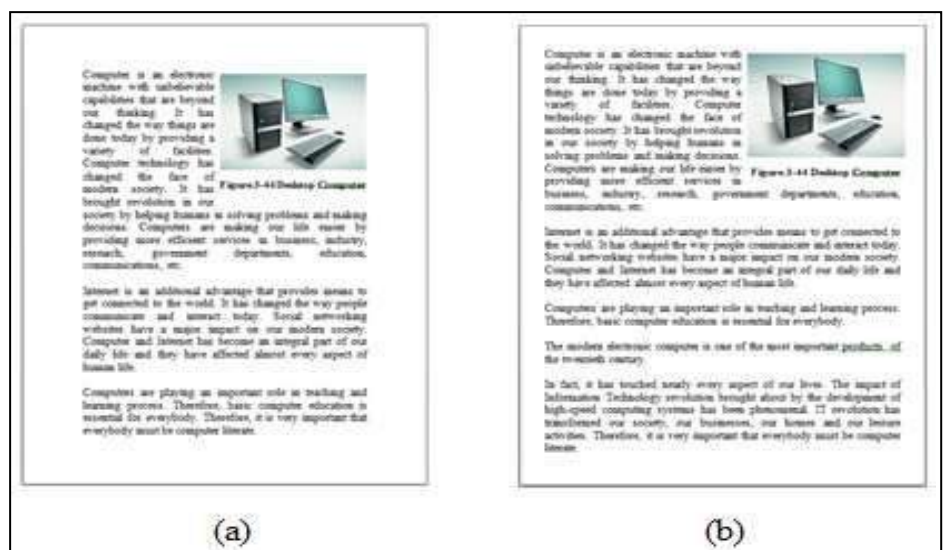 Computer is an electronic
machine with unbelievable
capabilities that are beyond
our thinking. It has
changed the way things are
done today by providing a
variety of facilities.
Computer technology has
changed the face of
modern society. It has
brought revolution in our
society by helping humans in solving problems and making
decisions. Computers are making our life easier by
providing more efficient services in business, industry,
research, government departments, education,
communications, etc.
Figure 3-44 Desktop Computer
Internet is an additional advantage that provides means to
get connected to the world. It has changed the way people
communicate and interact today. Social networking
websites have a major impact on our modern society.
Computer and Internet has become an integral part of our
daily life and they have affected almost every aspect of
human life.
Computers are playing an important role in teaching and
learning process. Therefore, basic computer education is
essential for everybody. Therefore, it is very important that
everybody must be computer literate.
(a)
Computer is an electronic machine with
unbelievable capabilities that are beyond
our thinking. It has changed the way
things are done today by providing a
variety of facilities. Computer
technology has changed the face of
modern society. It has brought revolution
in our society by helping humans in
solving problems and making decisions.
Computers are making our life easier by
providing more efficient services in
business, industry, research, government departments, education,
communications, etc.
Figure 3-44 Desktop Computer
Internet is an additional advantage that provides means to get connected to
the world. It has changed the way people communicate and interact today.
Social networking websites have a major impact on our modern society.
Computer and Internet has become an integral part of our daily life and
they have affected almost every aspect of human life.
Computers are playing an important role in teaching and learning process.
Therefore, basic computer education is essential for everybody.
The modern electronic computer is one of the most important products of
the twentieth century.
In fact, it has touched nearly every aspect of our lives. The impact of
Information Technology revolution brought about by the development of
high-speed computing systems has been phenomenal. IT revolution has
transformed our society, our businesses, our homes and our leisure
activities. Therefore, it is very important that everybody must be computer
literate.
(b)